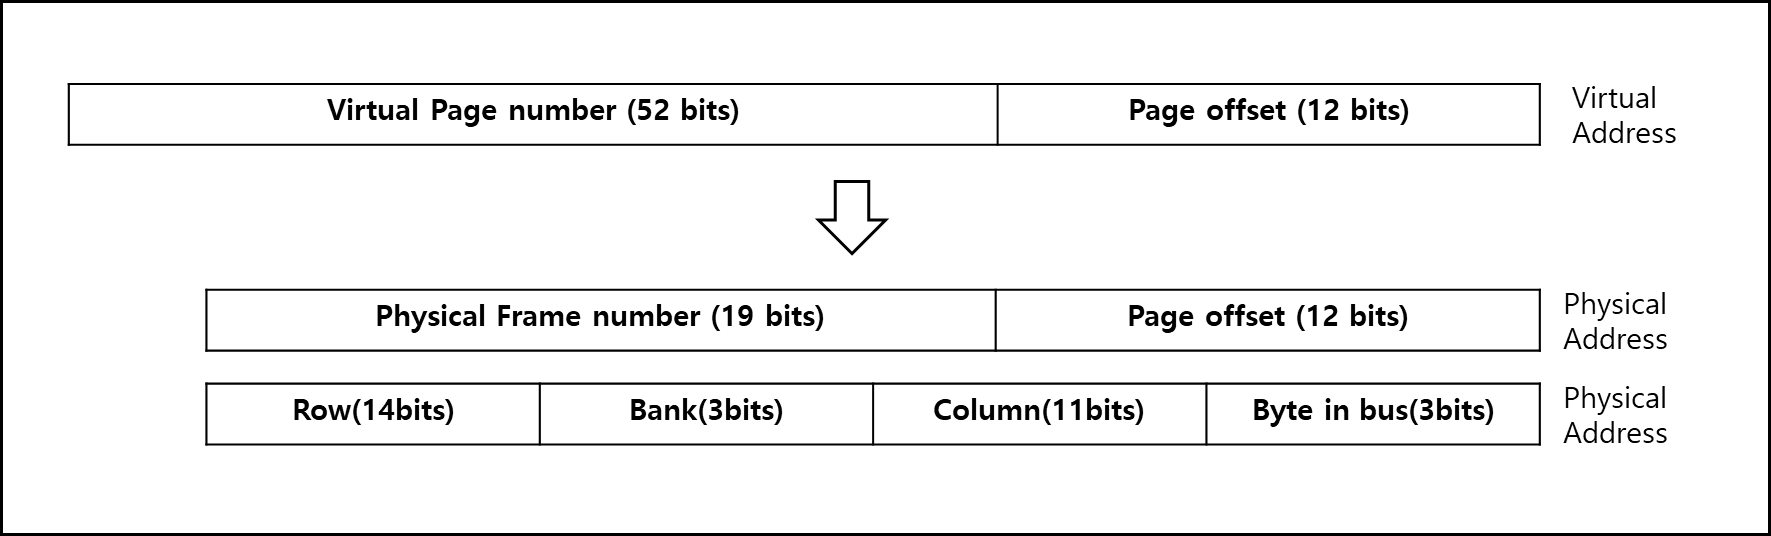 Virtual Page number (52 bits)
Page offset (12 bits)
Virtual
Address
Physical Frame number (19 bits)
Page offset (12 bits)
Physical
Address
Row(14bits)
Bank(3bits)
Column(11bits)
Byte in bus(3bits)
Physical
Address